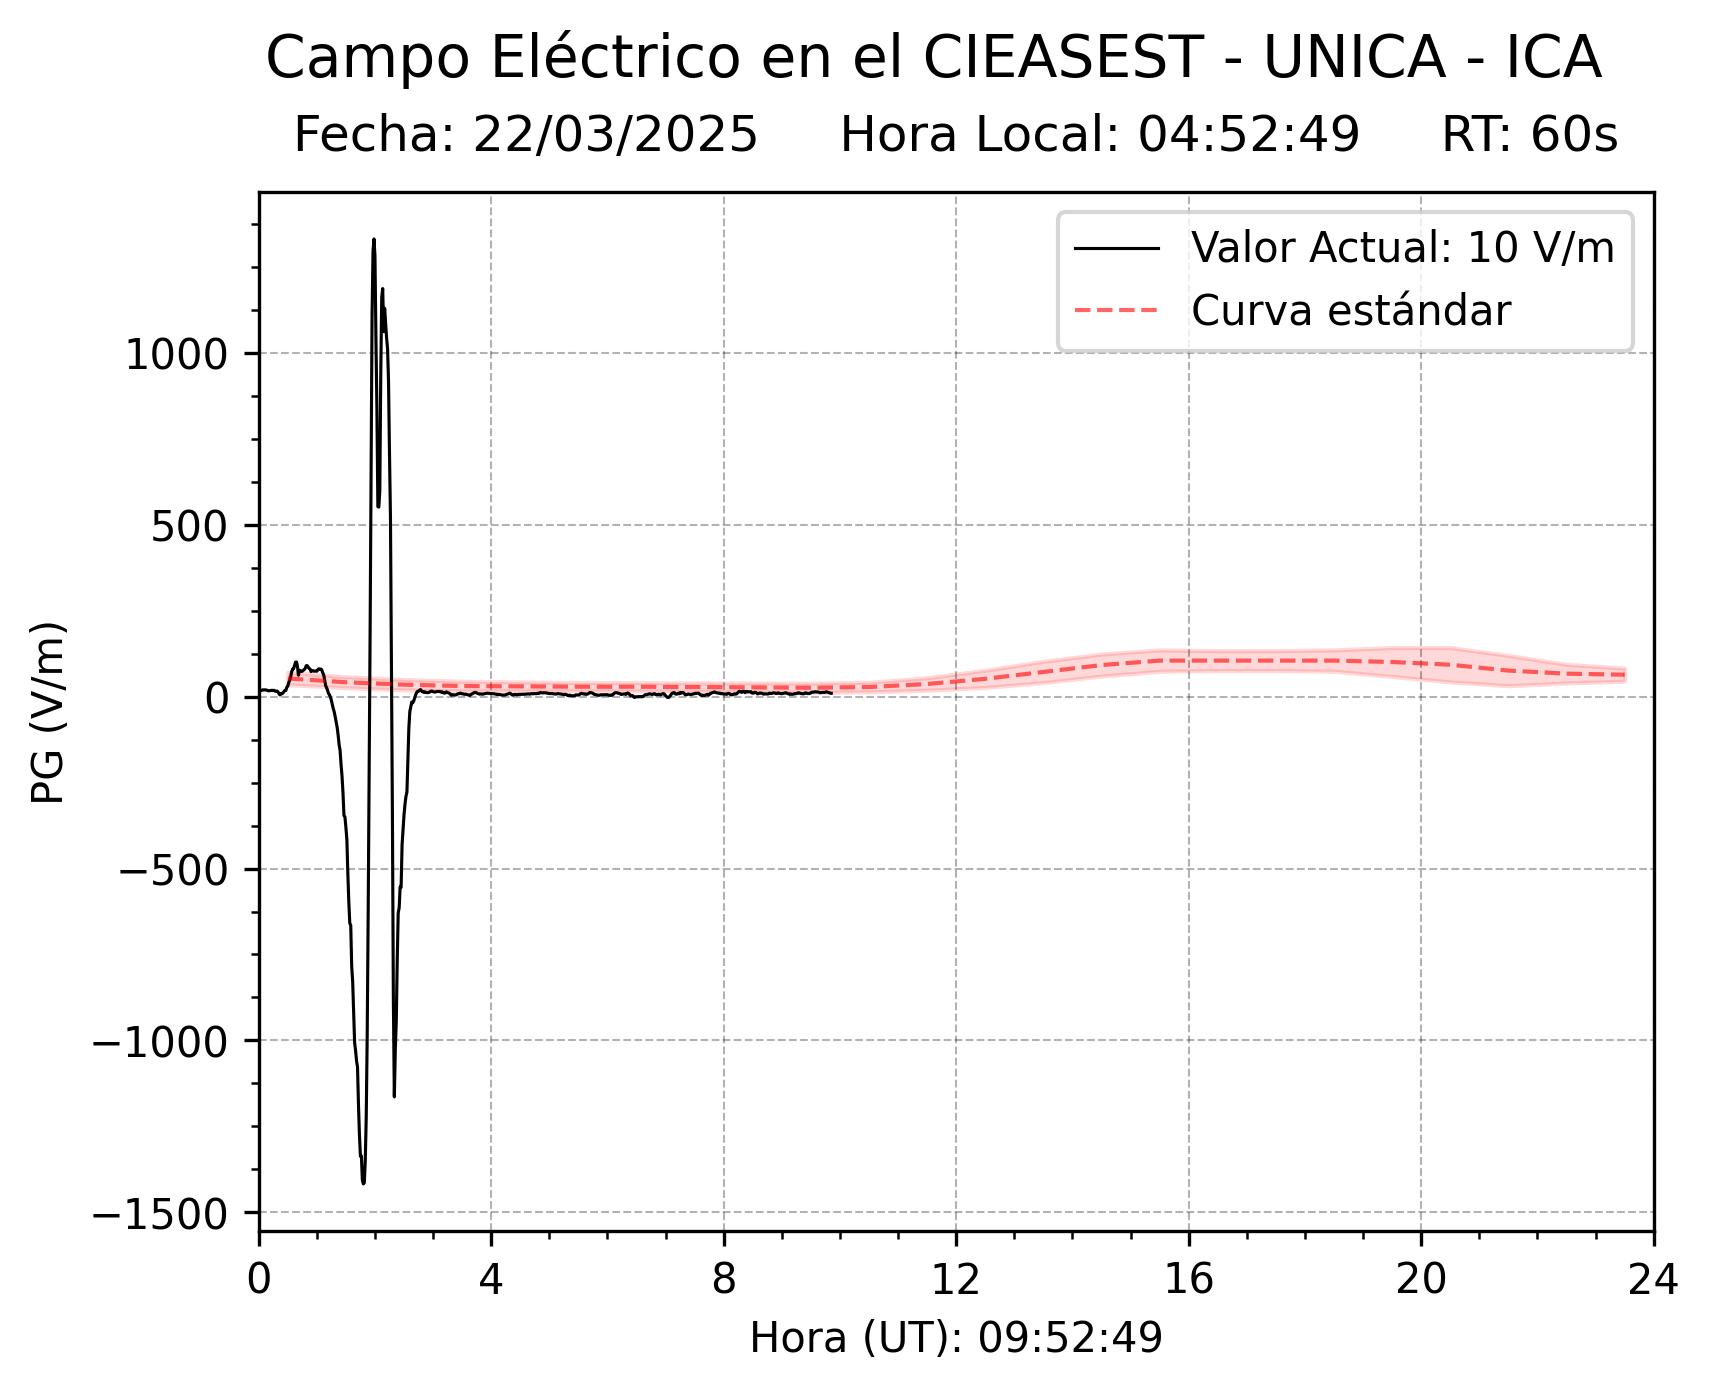 Campo Eléctrico en el CIEASEST - UNICA - ICA
Fecha: 22/03/2025 Hora Local: 04:52:49 RT: 60s
Valor Actual: 10 V/m
Curva estándar
PG (V/m)
1000
500
0
−500
−1000
−1500
0 4 8 12 16 20 24
Hora (UT): 09:52:49